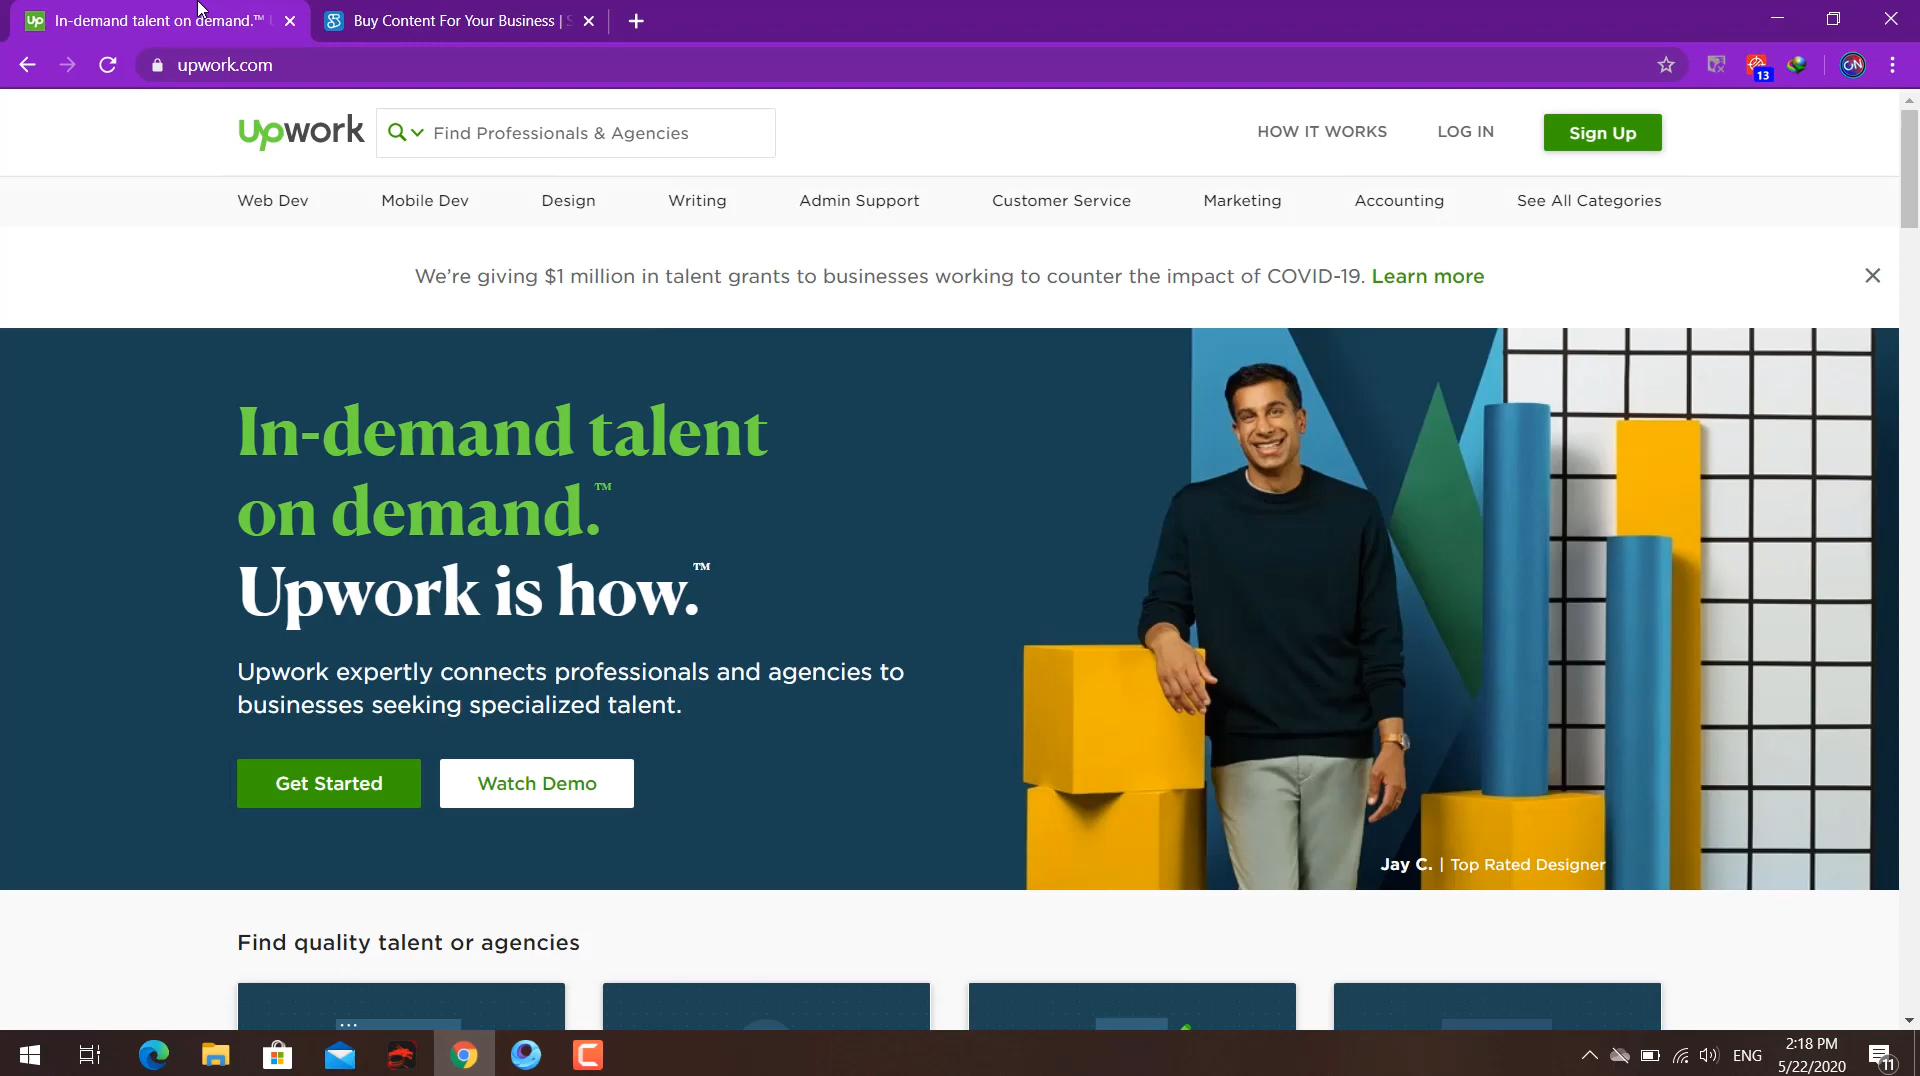 In-demand talent on demand.™
Buy Content For Your Business |
upwork.com
13
upwork
Find Professionals & Agencies
HOW IT WORKS
LOG IN
Sign Up
Web Dev
Mobile Dev
Design
Writing
Admin Support
Customer Service
Marketing
Accounting
See All Categories
We’re giving $1 million in talent grants to businesses working to counter the impact of COVID-19. Learn more
In-demand talent
on demand.™
Upwork is how.™
Upwork expertly connects professionals and agencies to
businesses seeking specialized talent.
Get Started
Watch Demo
Jay C. | Top Rated Designer
Find quality talent or agencies
ENG
2:18 PM
5/22/2020
11